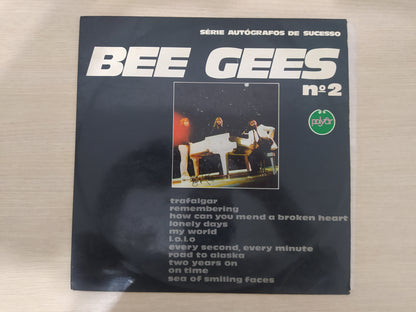 SÉRIE AUTÓGRAFOS DE SUCESSO
BEE GEES
nº2
polyfar
trafalgar
remembering
how can you mend a broken heart
lonely days
my world
i.o.i.o
every second, every minute
road to alaska
two years on
on time
sea of smiling faces